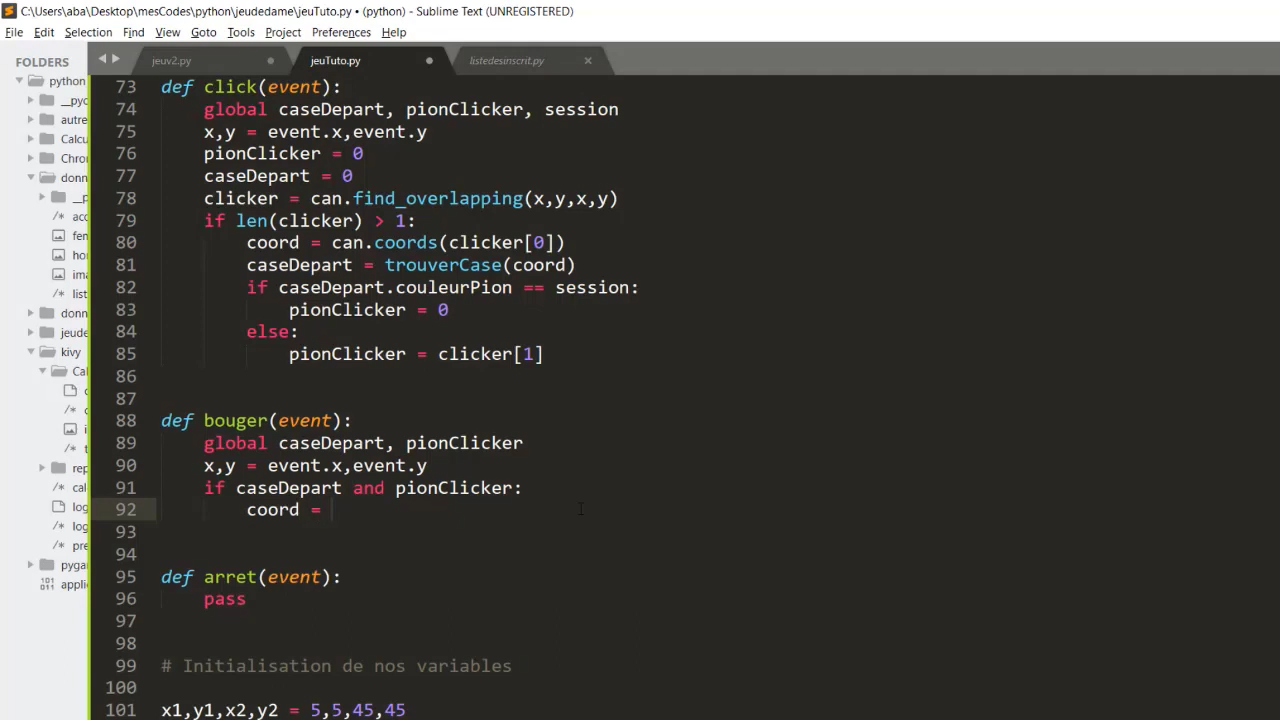 C:\Users\aba\Desktop\mesCodes\python\jeudedame\jeuTuto.py • (python) - Sublime Text (UNREGISTERED)
File Edit Selection Find View Goto Tools Project Preferences Help
FOLDERS
jeuv2.py jeuTuto.py listedesinscrit.py
python
__pyc
autre
Calcu
Chron
donn
__p
acc
fen
hor
ima
list
donn
jeude
kivy
Cal
c
c
i
t
rep
cal
log
log
pre
pyga
appli
73 def click(event):
74 global caseDepart, pionClicker, session
75 x,y = event.x,event.y
76 pionClicker = 0
77 caseDepart = 0
78 clicker = can.find_overlapping(x,y,x,y)
79 if len(clicker) > 1:
80 coord = can.coords(clicker[0])
81 caseDepart = trouverCase(coord)
82 if caseDepart.couleurPion == session:
83 pionClicker = 0
84 else:
85 pionClicker = clicker[1]
86
87
88 def bouger(event):
89 global caseDepart, pionClicker
90 x,y = event.x,event.y
91 if caseDepart and pionClicker:
92 coord =
93
94
95 def arret(event):
96 pass
97
98
99 # Initialisation de nos variables
100
101 x1,y1,x2,y2 = 5,5,45,45